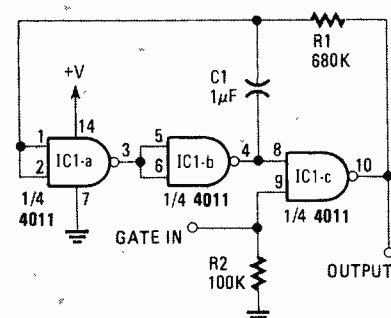 R1
680K
C1
1μF
+V
14
1
2
IC1-a
3
7
1/4
4011
5
6
IC1-b
4
1/4 4011
8
9
IC1-c
10
1/4 4011
GATE IN
R2
100K
OUTPUT